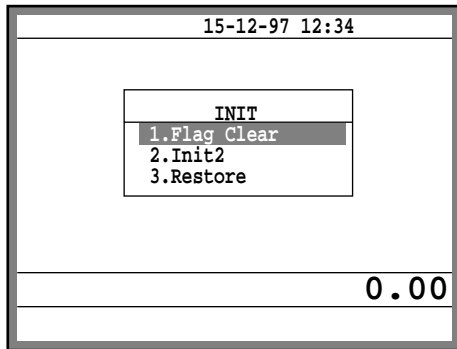 15-12-97 12:34
INIT
1.Flag Clear
2.Init2
3.Restore
0.00